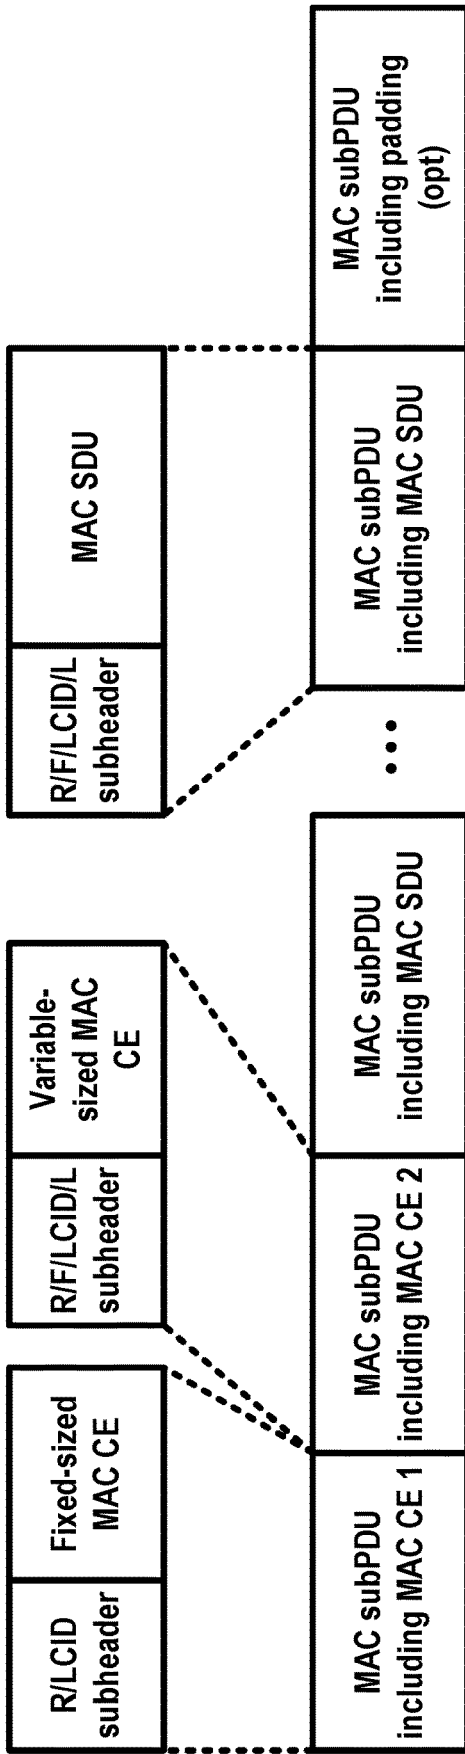 R/LCID
subheader
Fixed-sized
MAC CE
R/F/LCID/L
subheader
Variable-
sized MAC
CE
R/F/LCID/L
subheader
MAC SDU
MAC subPDU
including MAC CE 1
MAC subPDU
including MAC CE 2
MAC subPDU
including MAC SDU
...
MAC subPDU
including MAC SDU
MAC subPDU
including padding
(opt)